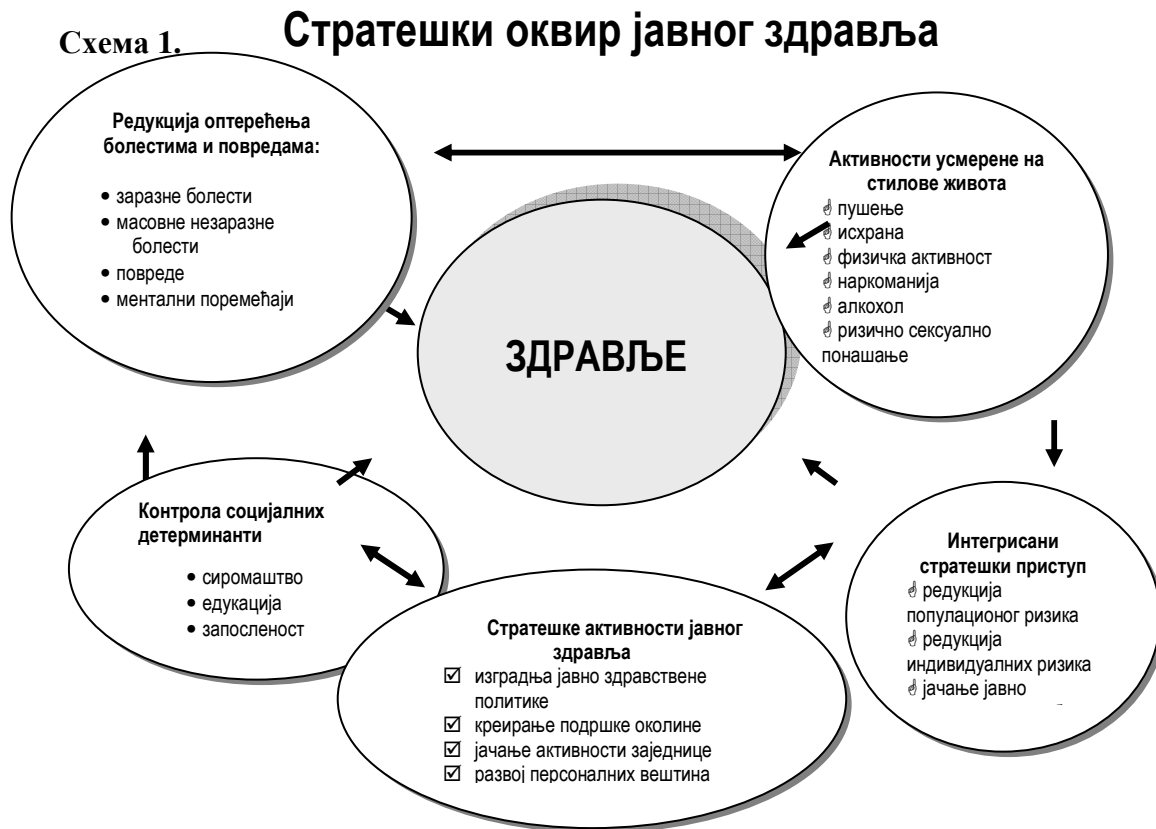 Схема 1.
Стратешки оквир јавног здравља
Редукција оптерећења
болестима и повредама:
• заразне болести
• масовне незаразне
болести
• повреде
• ментални поремећаји
Активности усмерене на
стилове живота
пушење
исхрана
физичка активност
наркоманија
алкохол
ризично сексуално
понашање
ЗДРАВЉЕ
Контрола социјалних
детерминанти
• сиромаштво
• едукација
• запосленост
Стратешке активности јавног
здравља
☑ изградња јавно здравствене
политике
☑ креирање подршке околине
☑ јачање активности заједнице
☑ развој персоналних вештина
Интегрисани
стратешки приступ
редукција
популационог ризика
редукција
индивидуалних ризика
јачање јавно